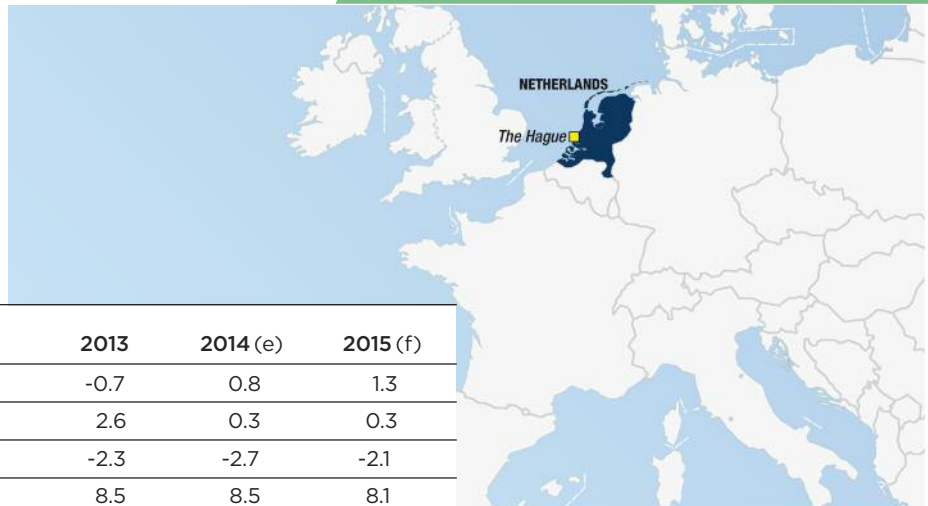 NETHERLANDS
The Hague
2013 2014 (e) 2015 (f)
-0.7 0.8 1.3
2.6 0.3 0.3
-2.3 -2.7 -2.1
8.5 8.5 8.1